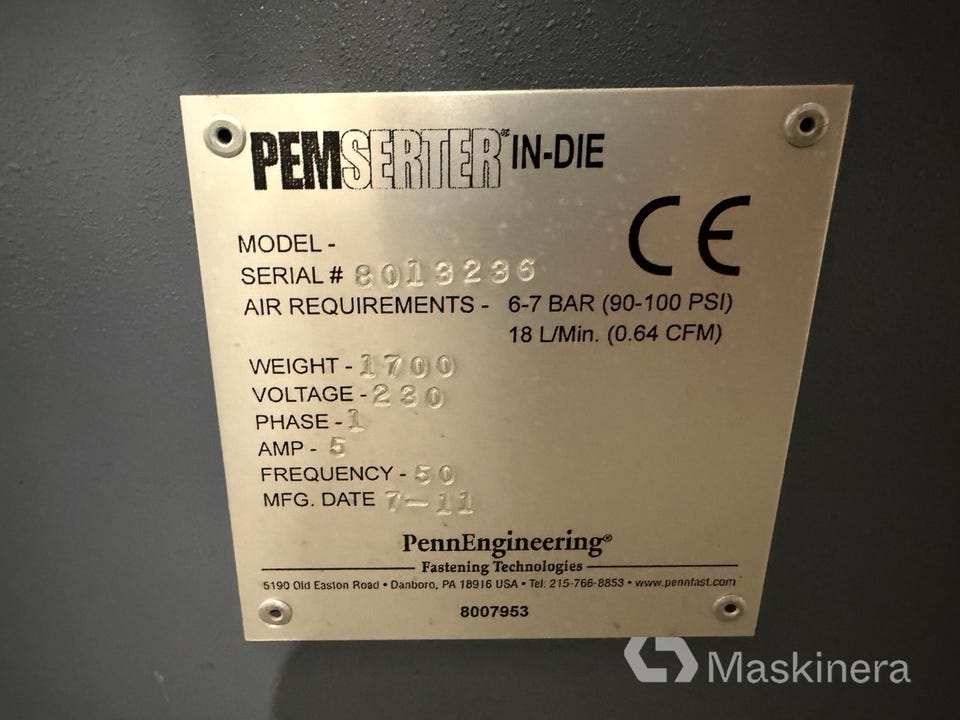 PEMSERTER® IN-DIE
CE
MODEL -
SERIAL # 8013236
AIR REQUIREMENTS - 6-7 BAR (90-100 PSI)
18 L/Min. (0.64 CFM)
WEIGHT - 1700
VOLTAGE - 230
PHASE - 1
AMP - 5
FREQUENCY - 50
MFG. DATE 7-11
PennEngineering®
Fastening Technologies
5190 Old Easton Road • Danboro, PA 18916 USA • Tel: 215-766-8853 • www.pennfast.com
8007953
Maskinera